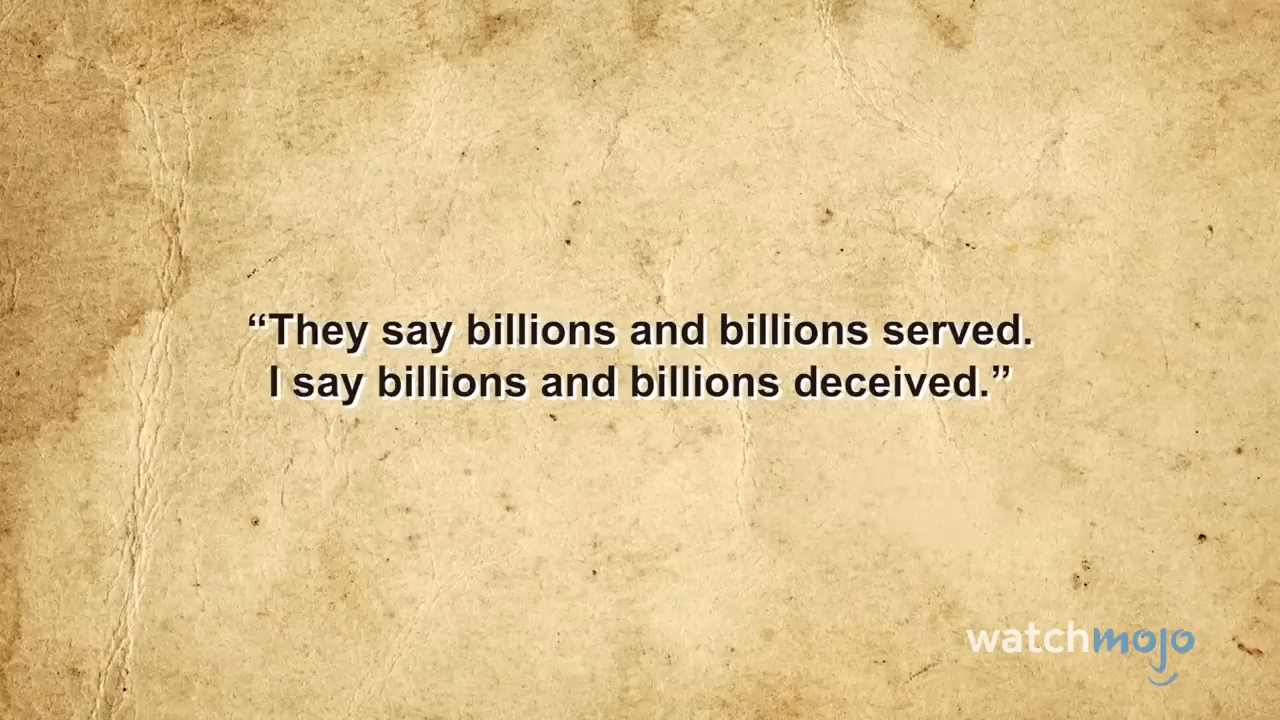 “They say billions and billions served.
I say billions and billions deceived.”
watchmojo